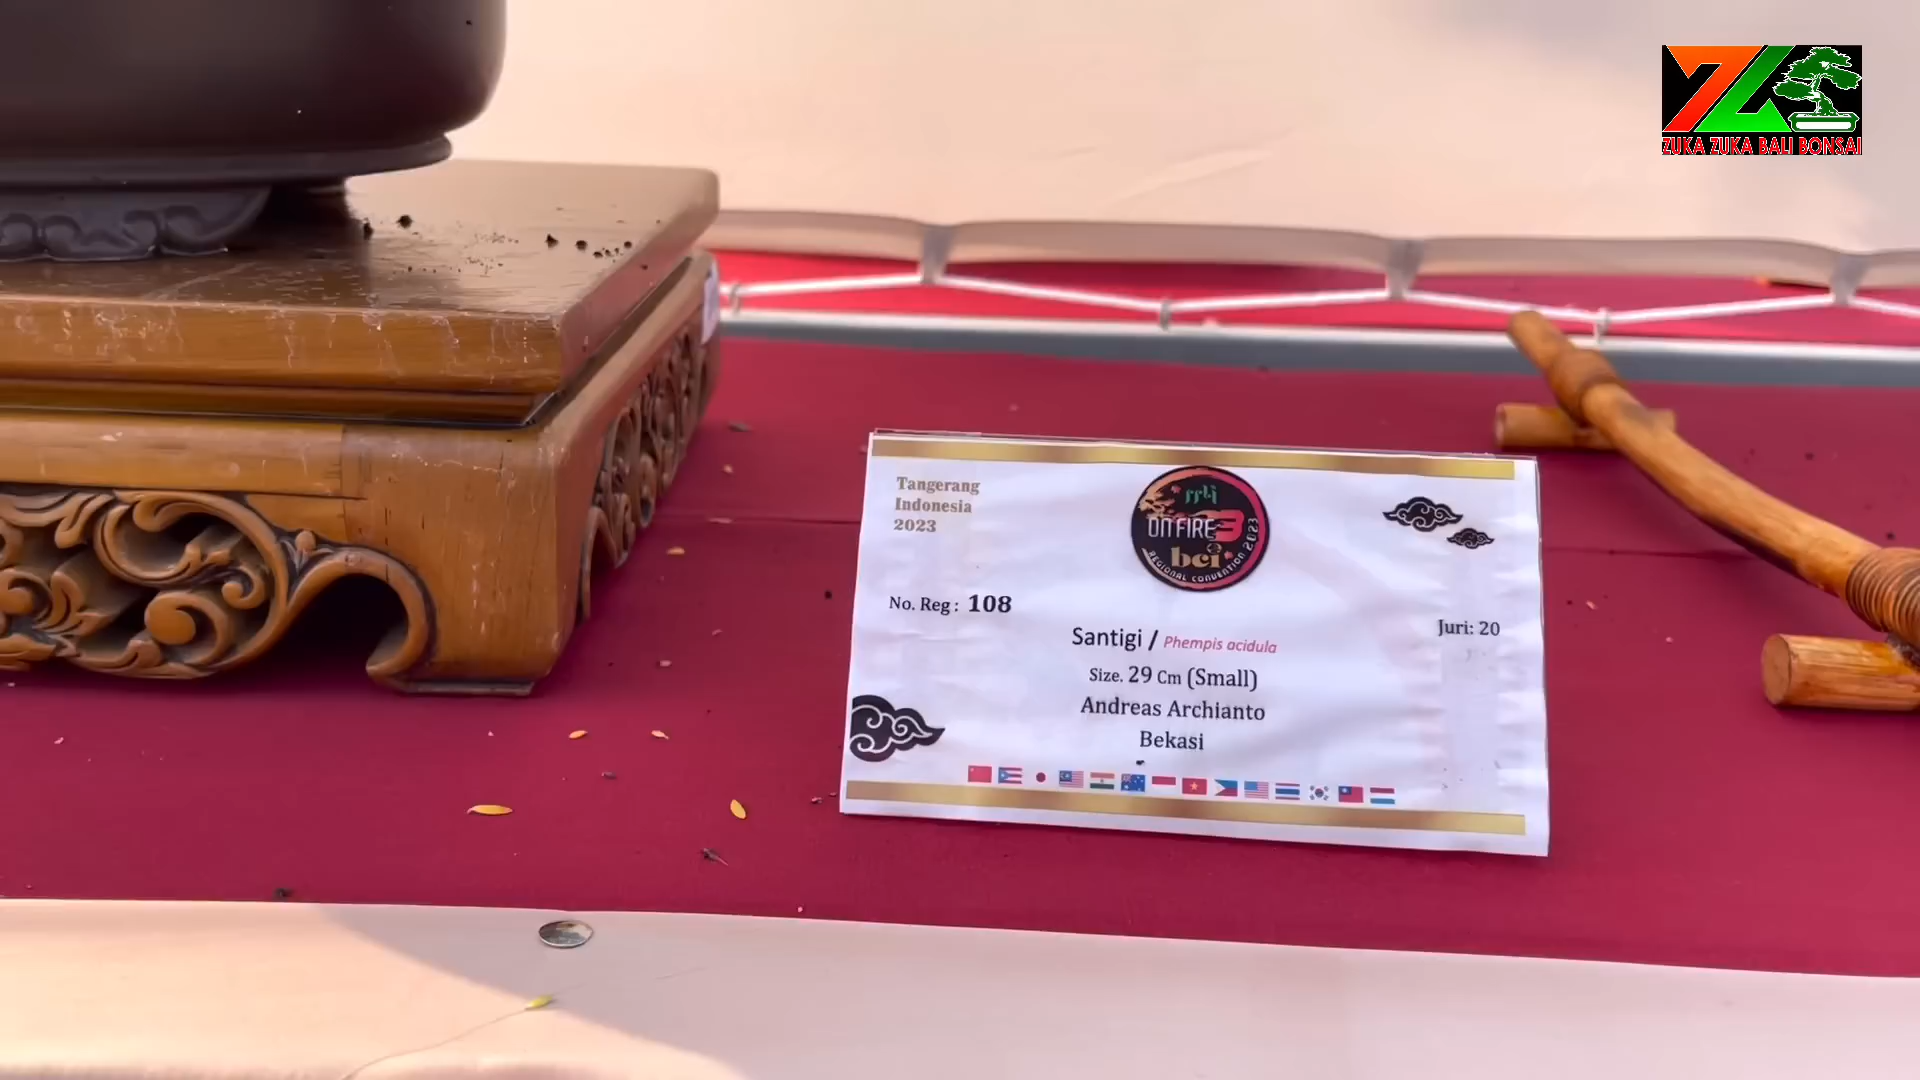 ZUKA ZUKA BALI BONSAI
Tangerang
Indonesia
2023
ON FIRE 3
bci
REGIONAL CONVENTION 2023
No. Reg : 108
Juri: 20
Santigi / Phempis acidula
Size. 29 Cm (Small)
Andreas Archianto
Bekasi